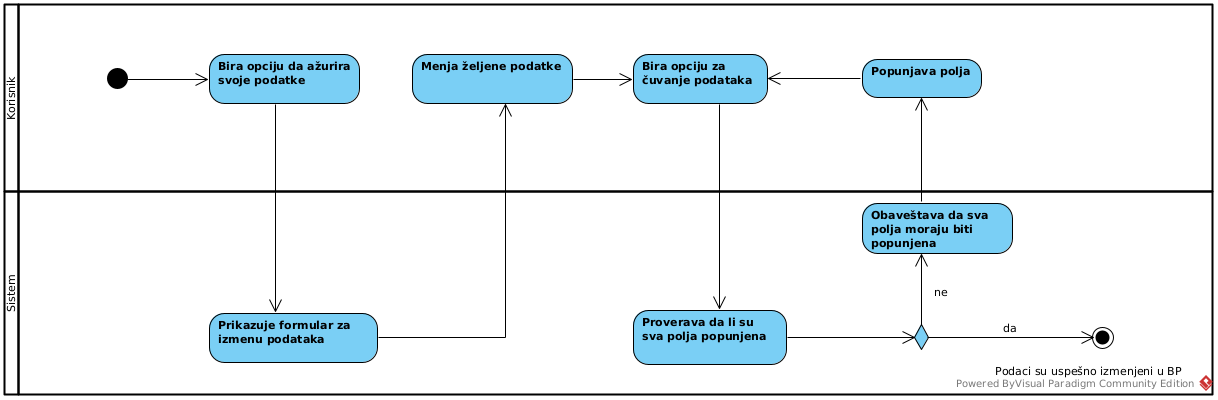 Korisnik
Bira opciju da ažurira
svoje podatke
Menja željene podatke
Bira opciju za
čuvanje podataka
Popunjava polja
Sistem
Obaveštava da sva
polja moraju biti
popunjena
ne
Prikazuje formular za
izmenu podataka
Proverava da li su
sva polja popunjena
da
Podaci su uspešno izmenjeni u BP
Powered ByVisual Paradigm Community Edition